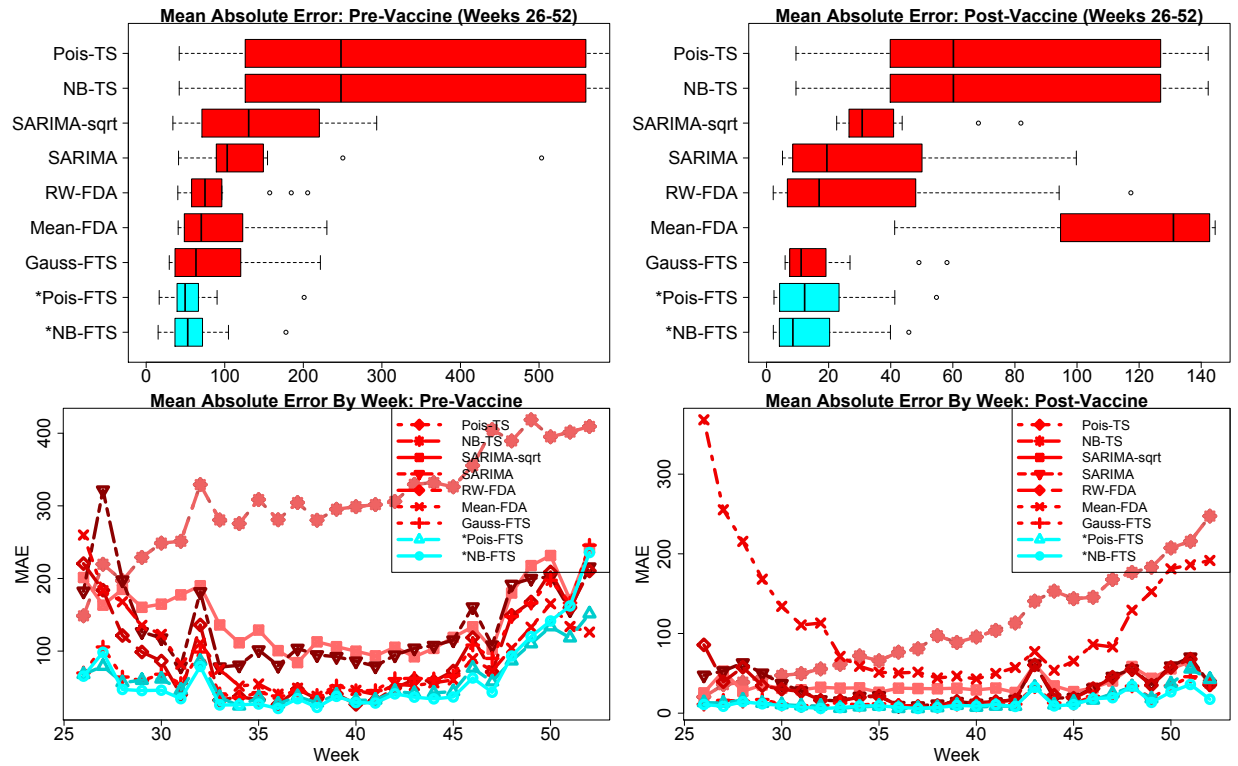 Mean Absolute Error: Pre-Vaccine (Weeks 26-52)
Pois-TS
NB-TS
SARIMA-sqrt
SARIMA
RW-FDA
Mean-FDA
Gauss-FTS
*Pois-FTS
*NB-FTS
0 100 200 300 400 500
Mean Absolute Error: Post-Vaccine (Weeks 26-52)
Pois-TS
NB-TS
SARIMA-sqrt
SARIMA
RW-FDA
Mean-FDA
Gauss-FTS
*Pois-FTS
*NB-FTS
0 20 40 60 80 100 120 140
Mean Absolute Error By Week: Pre-Vaccine
MAE
400
300
200
100
Pois-TS
NB-TS
SARIMA-sqrt
SARIMA
RW-FDA
Mean-FDA
Gauss-FTS
*Pois-FTS
*NB-FTS
25 30 35 40 45 50
Week
Mean Absolute Error By Week: Post-Vaccine
MAE
300
200
100
0
Pois-TS
NB-TS
SARIMA-sqrt
SARIMA
RW-FDA
Mean-FDA
Gauss-FTS
*Pois-FTS
*NB-FTS
25 30 35 40 45 50
Week